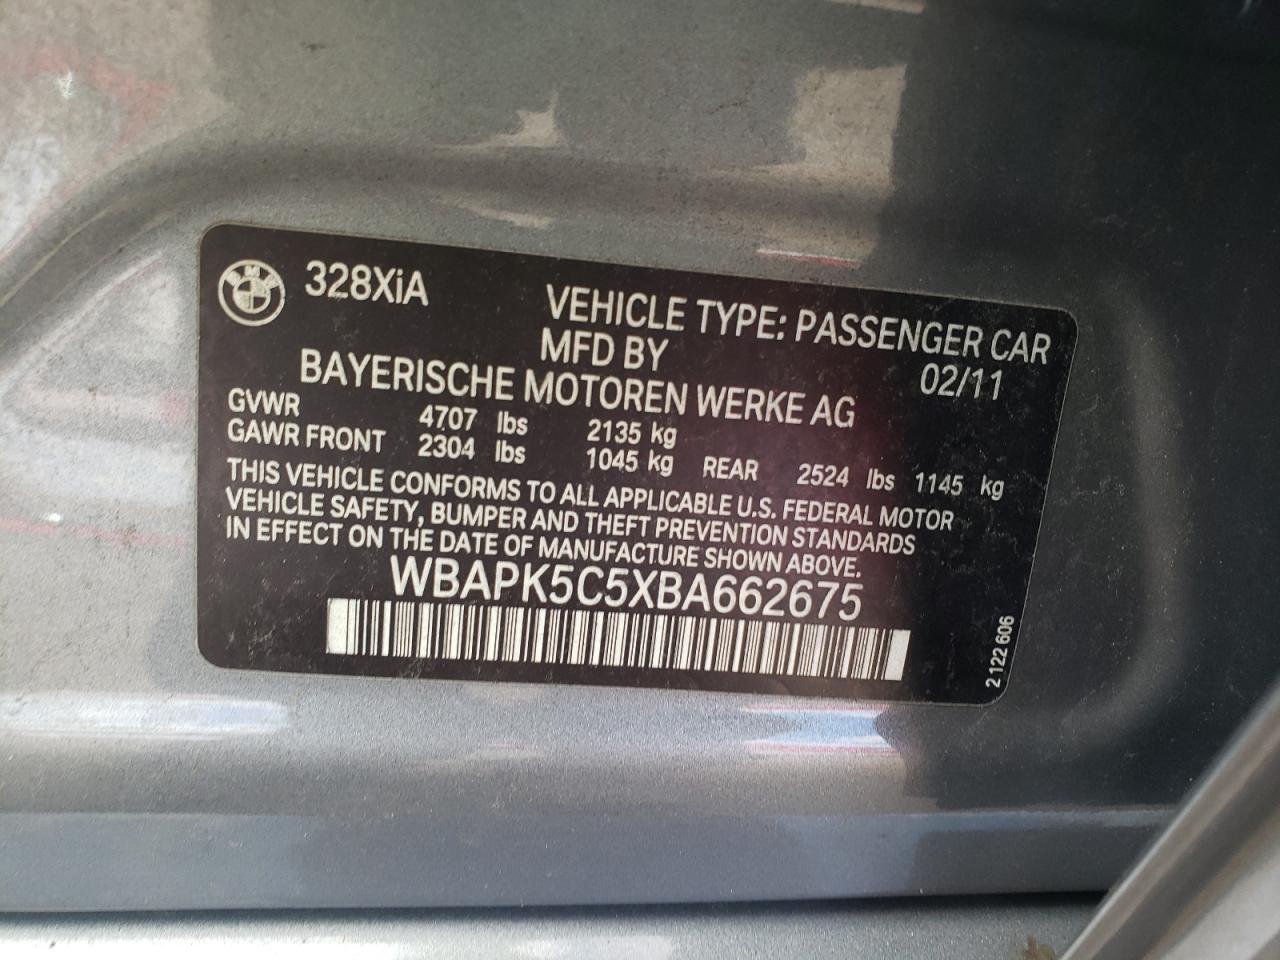 BMW 328XiA
VEHICLE TYPE: PASSENGER CAR
MFD BY 02/11
BAYERISCHE MOTOREN WERKE AG
GVWR 4707 lbs 2135 kg
GAWR FRONT 2304 lbs 1045 kg REAR 2524 lbs 1145 kg
THIS VEHICLE CONFORMS TO ALL APPLICABLE U.S. FEDERAL MOTOR
VEHICLE SAFETY, BUMPER AND THEFT PREVENTION STANDARDS
IN EFFECT ON THE DATE OF MANUFACTURE SHOWN ABOVE.
WBAPK5C5XBA662675
2 122 606